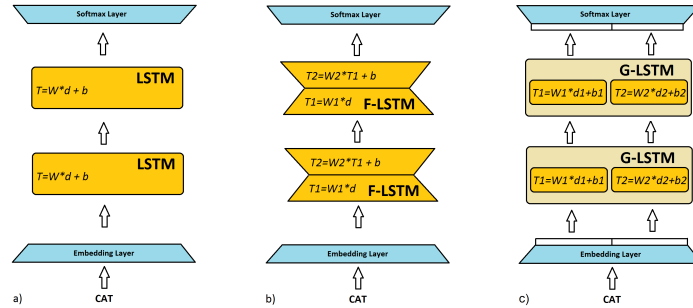 Softmax Layer
LSTM
T=W*d + b
LSTM
T=W*d + b
Embedding Layer
a)
CAT
Softmax Layer
T2=W2*T1 + b
T1=W1*d
F-LSTM
T2=W2*T1 + b
T1=W1*d
F-LSTM
Embedding Layer
b)
CAT
Softmax Layer
G-LSTM
T1=W1*d1+b1
T2=W2*d2+b2
G-LSTM
T1=W1*d1+b1
T2=W2*d2+b2
Embedding Layer
c)
CAT